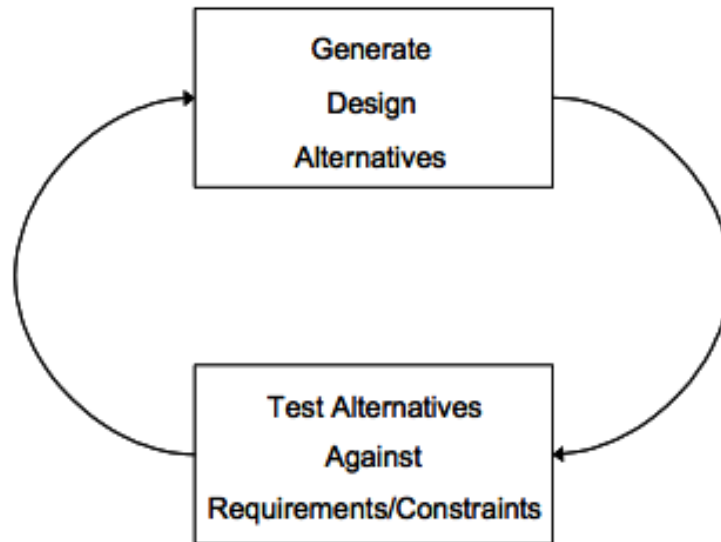 Generate
Design
Alternatives
Test Alternatives
Against
Requirements/Constraints